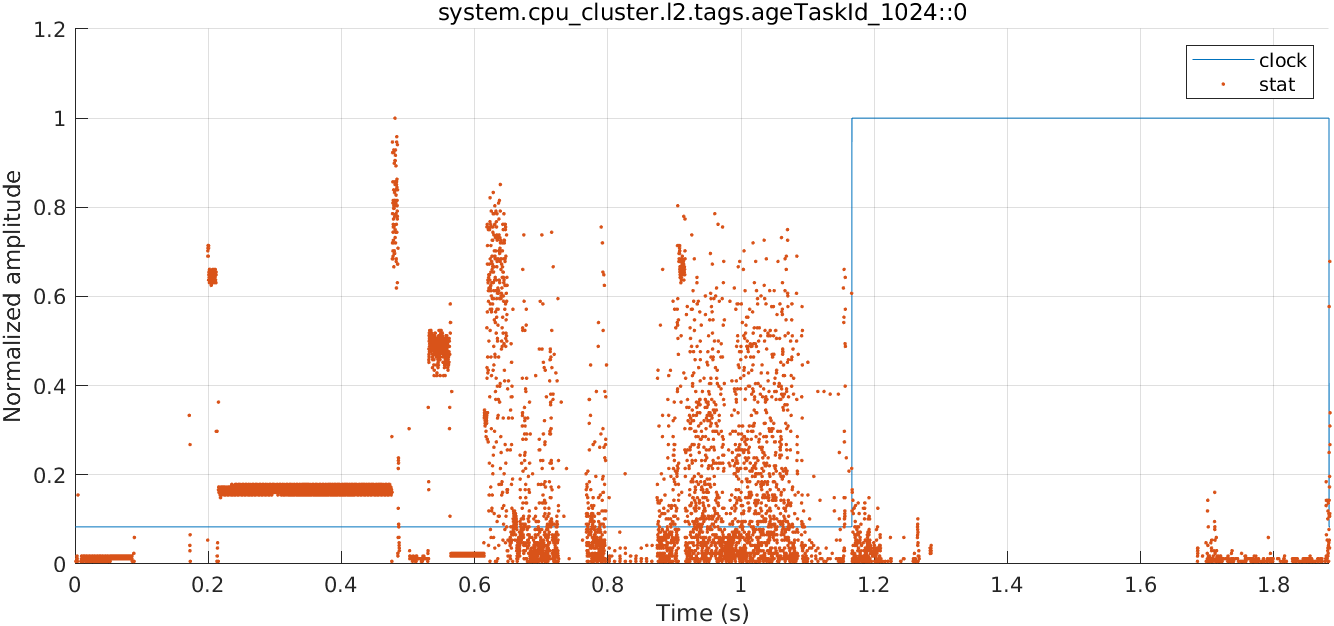 system.cpu_cluster.l2.tags.ageTaskId_1024::0
1.2
1
0.8
0.6
0.4
0.2
0
Normalized amplitude
clock
stat
0 0.2 0.4 0.6 0.8 1 1.2 1.4 1.6 1.8
Time (s)